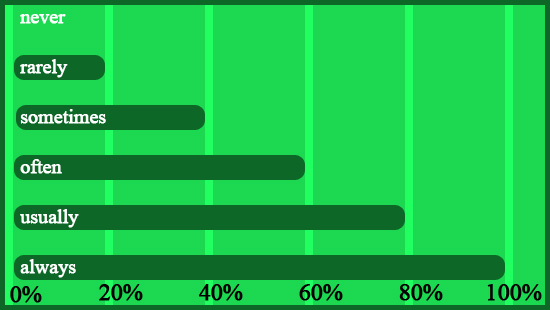 never
rarely
sometimes
often
usually
always
0% 20% 40% 60% 80% 100%